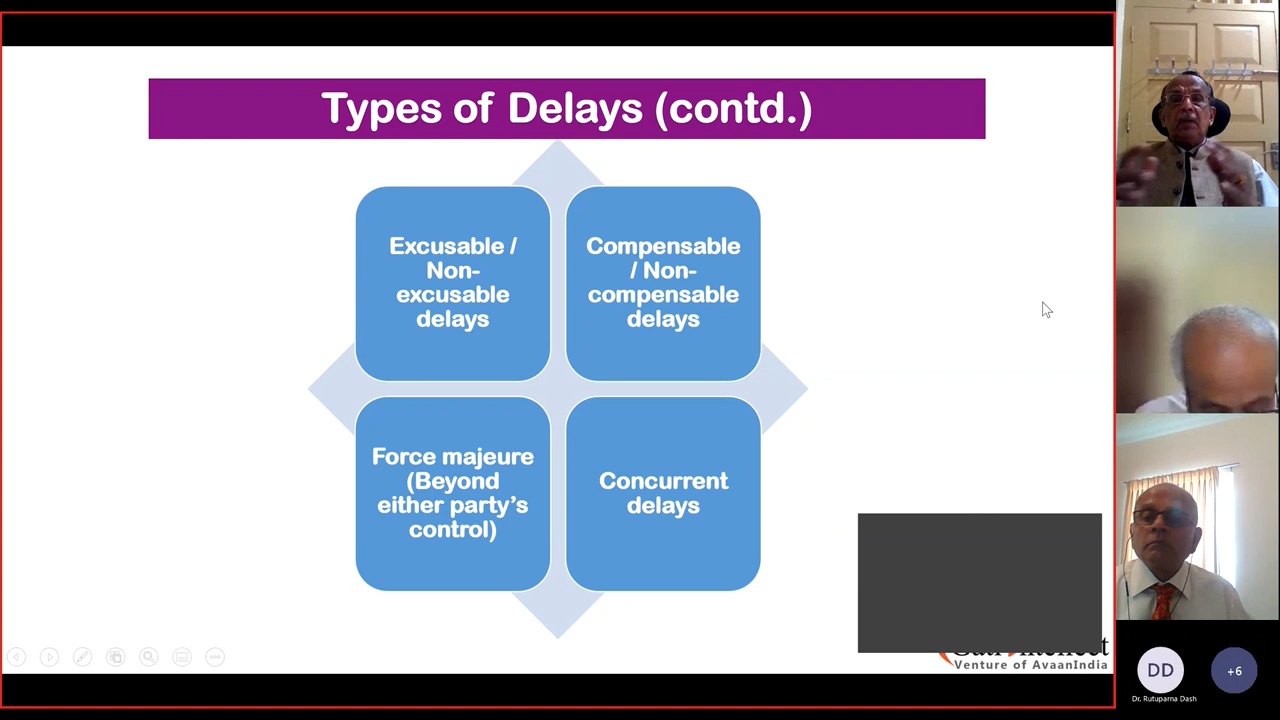 Types of Delays (contd.)
Excusable /
Non-
excusable
delays
Compensable
/ Non-
compensable
delays
Force majeure
(Beyond
either party's
control)
Concurrent
delays
Venture of AvaanIndia
DD
+6
Dr. Rutuparna Dash